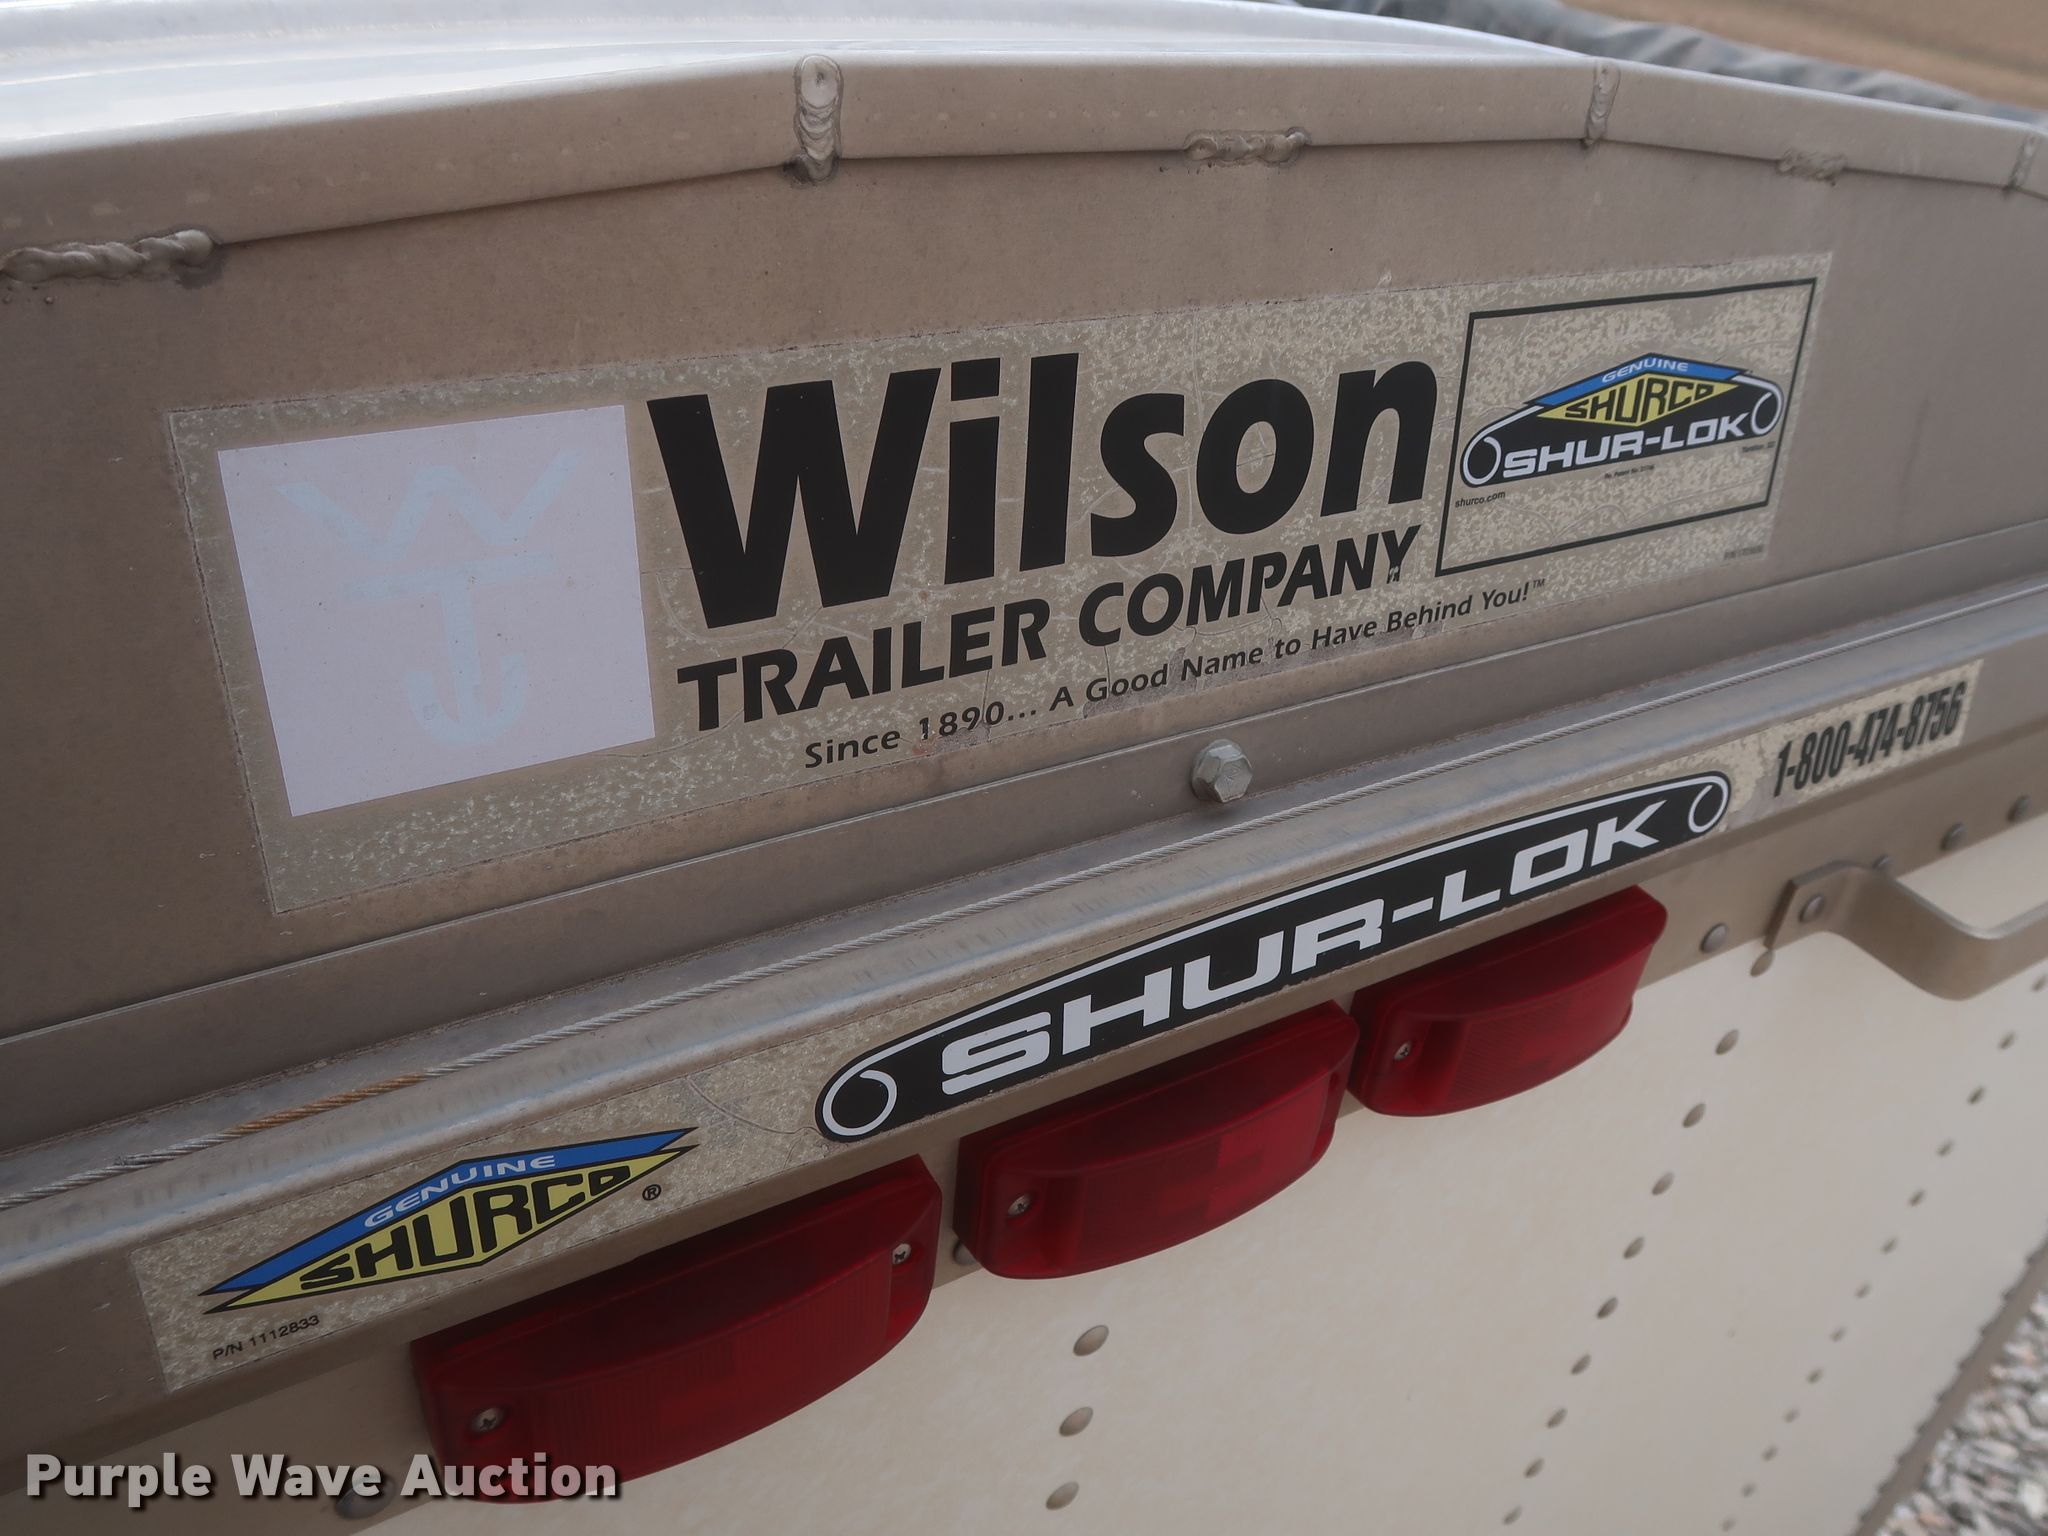 Wilson
TRAILER COMPANY
Since 1890... A Good Name to Have Behind You!™
GENUINE
SHURCO
SHUR-LOK
shurco.com
1-800-474-8756
SHUR-LOK
GENUINE
SHURCO®
P/N 1112833
Purple Wave Auction